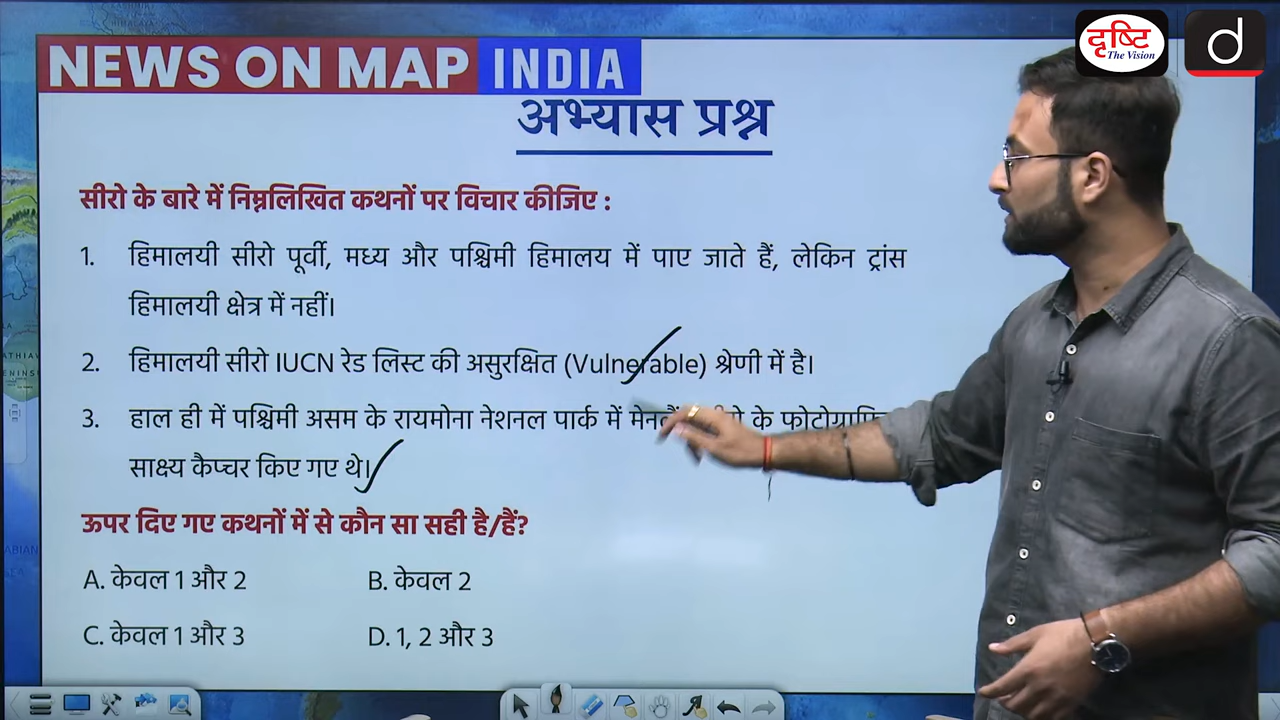 दृष्टि
The Vision
d
NEWS ON MAP INDIA
अभ्यास प्रश्न
सीरो के बारे में निम्नलिखित कथनों पर विचार कीजिए :
1. हिमालयी सीरो पूर्वी, मध्य और पश्चिमी हिमालय में पाए जाते हैं, लेकिन ट्रांस
हिमालयी क्षेत्र में नहीं।
2. हिमालयी सीरो IUCN रेड लिस्ट की असुरक्षित (Vulnerable) श्रेणी में है।
3. हाल ही में पश्चिमी असम के रायमोना नेशनल पार्क में के
साक्ष्य कैप्चर किए गए थे।
ऊपर दिए गए कथनों में से कौन सा सही है/हैं?
A. केवल 1 और 2 B. केवल 2
C. केवल 1 और 3 D. 1, 2 और 3